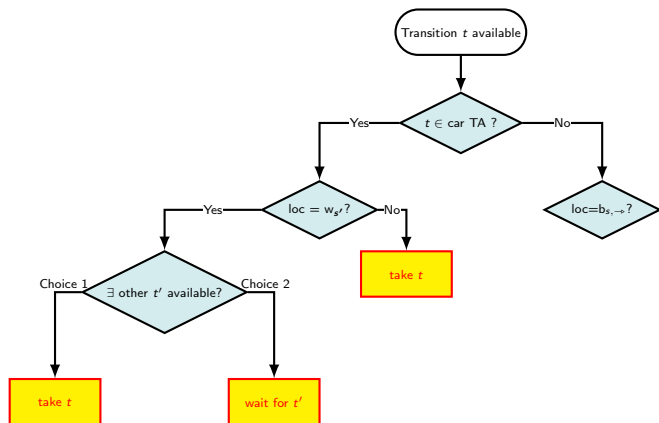 Transition t available
t ∈ car TA ?
Yes
No
loc = w_s′?
loc=b_s,→?
Yes
No
take t
Choice 1
∃ other t′ available?
Choice 2
take t
wait for t′